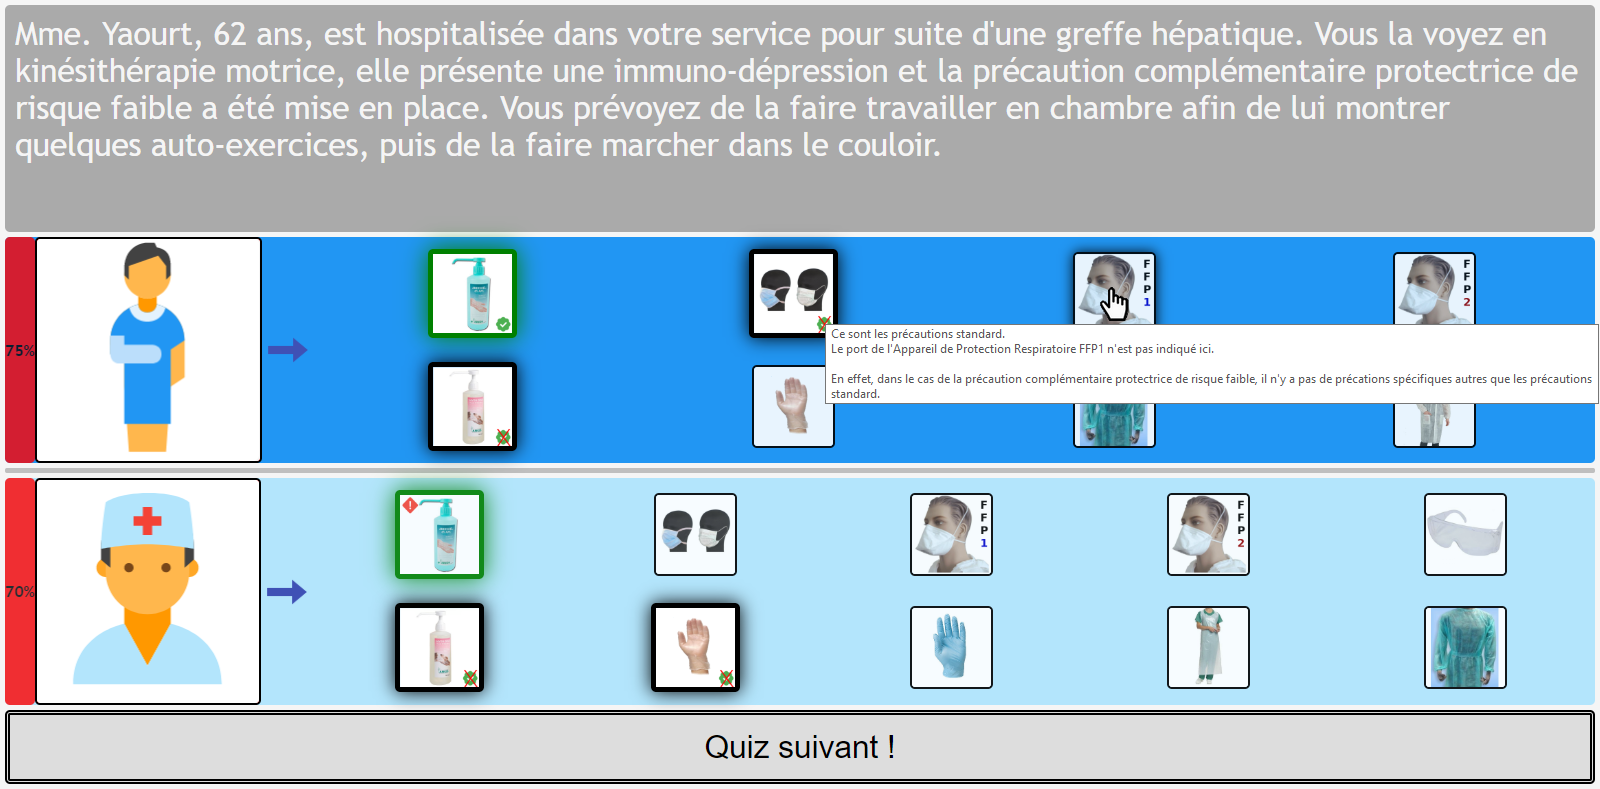 Mme. Yaourt, 62 ans, est hospitalisée dans votre service pour suite d'une greffe hépatique. Vous la voyez en
kinésithérapie motrice, elle présente une immuno-dépression et la précaution complémentaire protectrice de
risque faible a été mise en place. Vous prévoyez de la faire travailler en chambre afin de lui montrer
quelques auto-exercices, puis de la faire marcher dans le couloir.
75%
FFP1
FFP2
Ce sont les précautions standard.
Le port de l'Appareil de Protection Respiratoire FFP1 n'est pas indiqué ici.
En effet, dans le cas de la précaution complémentaire protectrice de risque faible, il n'y a pas de précations spécifiques autres que les précautions
standard.
70%
FFP1
FFP2
Quiz suivant !